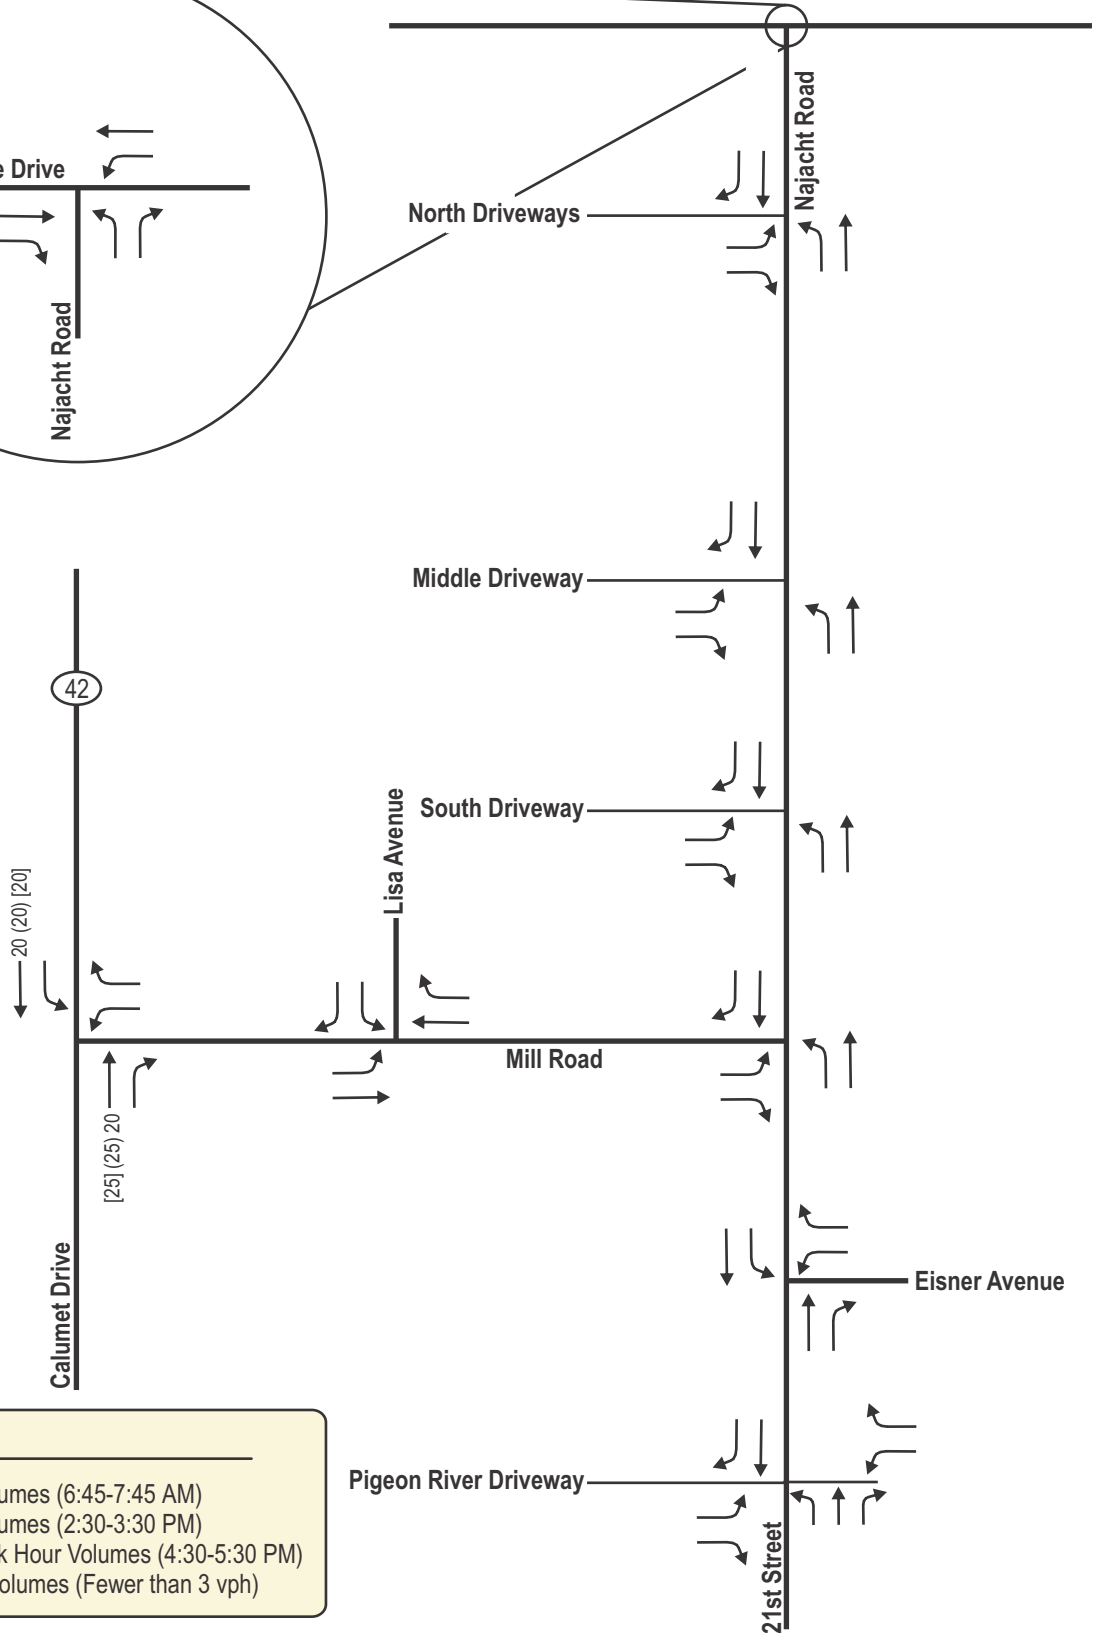 Najacht Road
e Drive
North Driveways
Najacht Road
Middle Driveway
42
South Driveway
Lisa Avenue
20 (20) [20]
Mill Road
[25] (25) 20
Calumet Drive
Eisner Avenue
Pigeon River Driveway
21st Street
umes (6:45-7:45 AM)
umes (2:30-3:30 PM)
k Hour Volumes (4:30-5:30 PM)
olumes (Fewer than 3 vph)